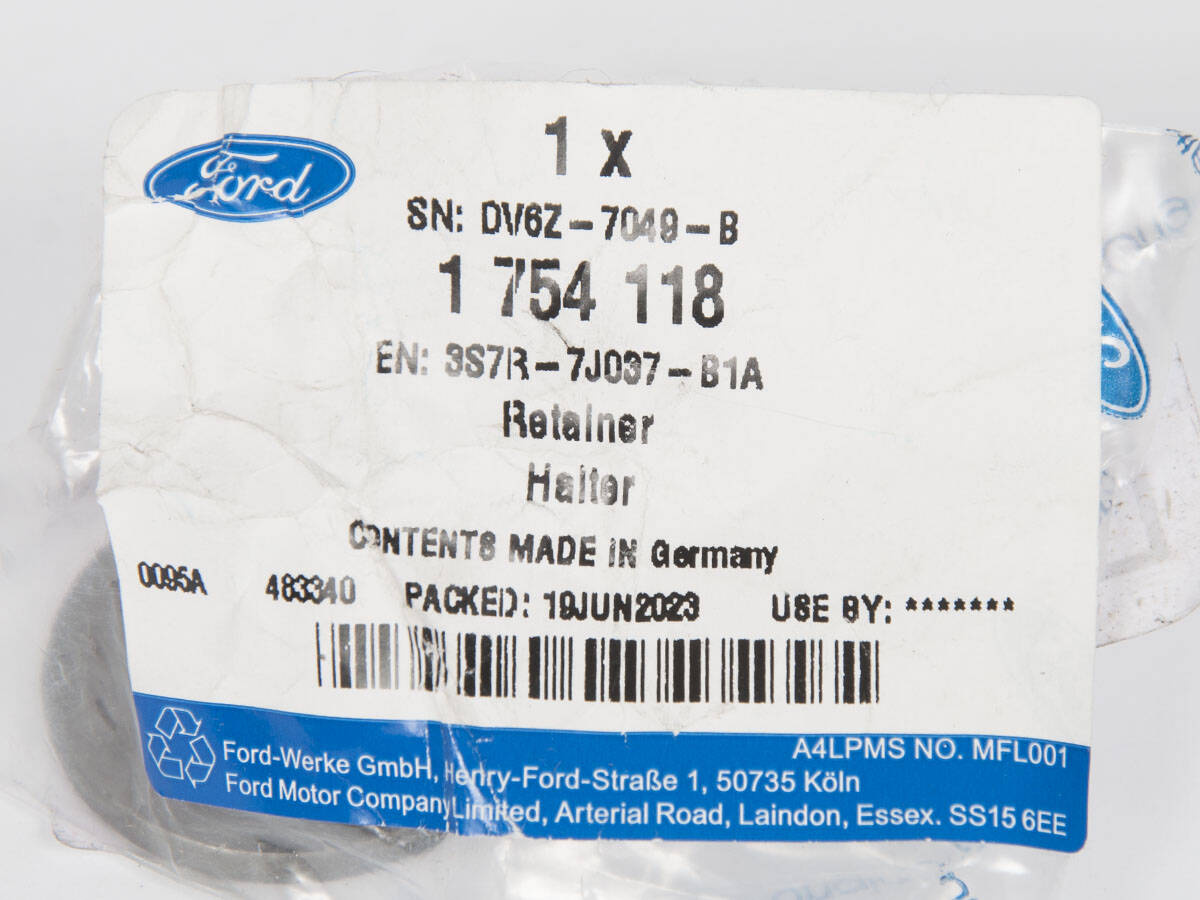 Ford
1 x
SN: DV6Z-7049-B
1 754 118
EN: 3S7R-7J037-B1A
Retainer
Halter
CONTENTS MADE IN Germany
0095A 483340 PACKED: 19JUN2023 USE BY: *******
A4LPMS NO. MFL001
Ford-Werke GmbH, Henry-Ford-Straße 1, 50735 Köln
Ford Motor Company Limited, Arterial Road, Laindon, Essex. SS15 6EE